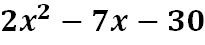 2x² − 7x − 30